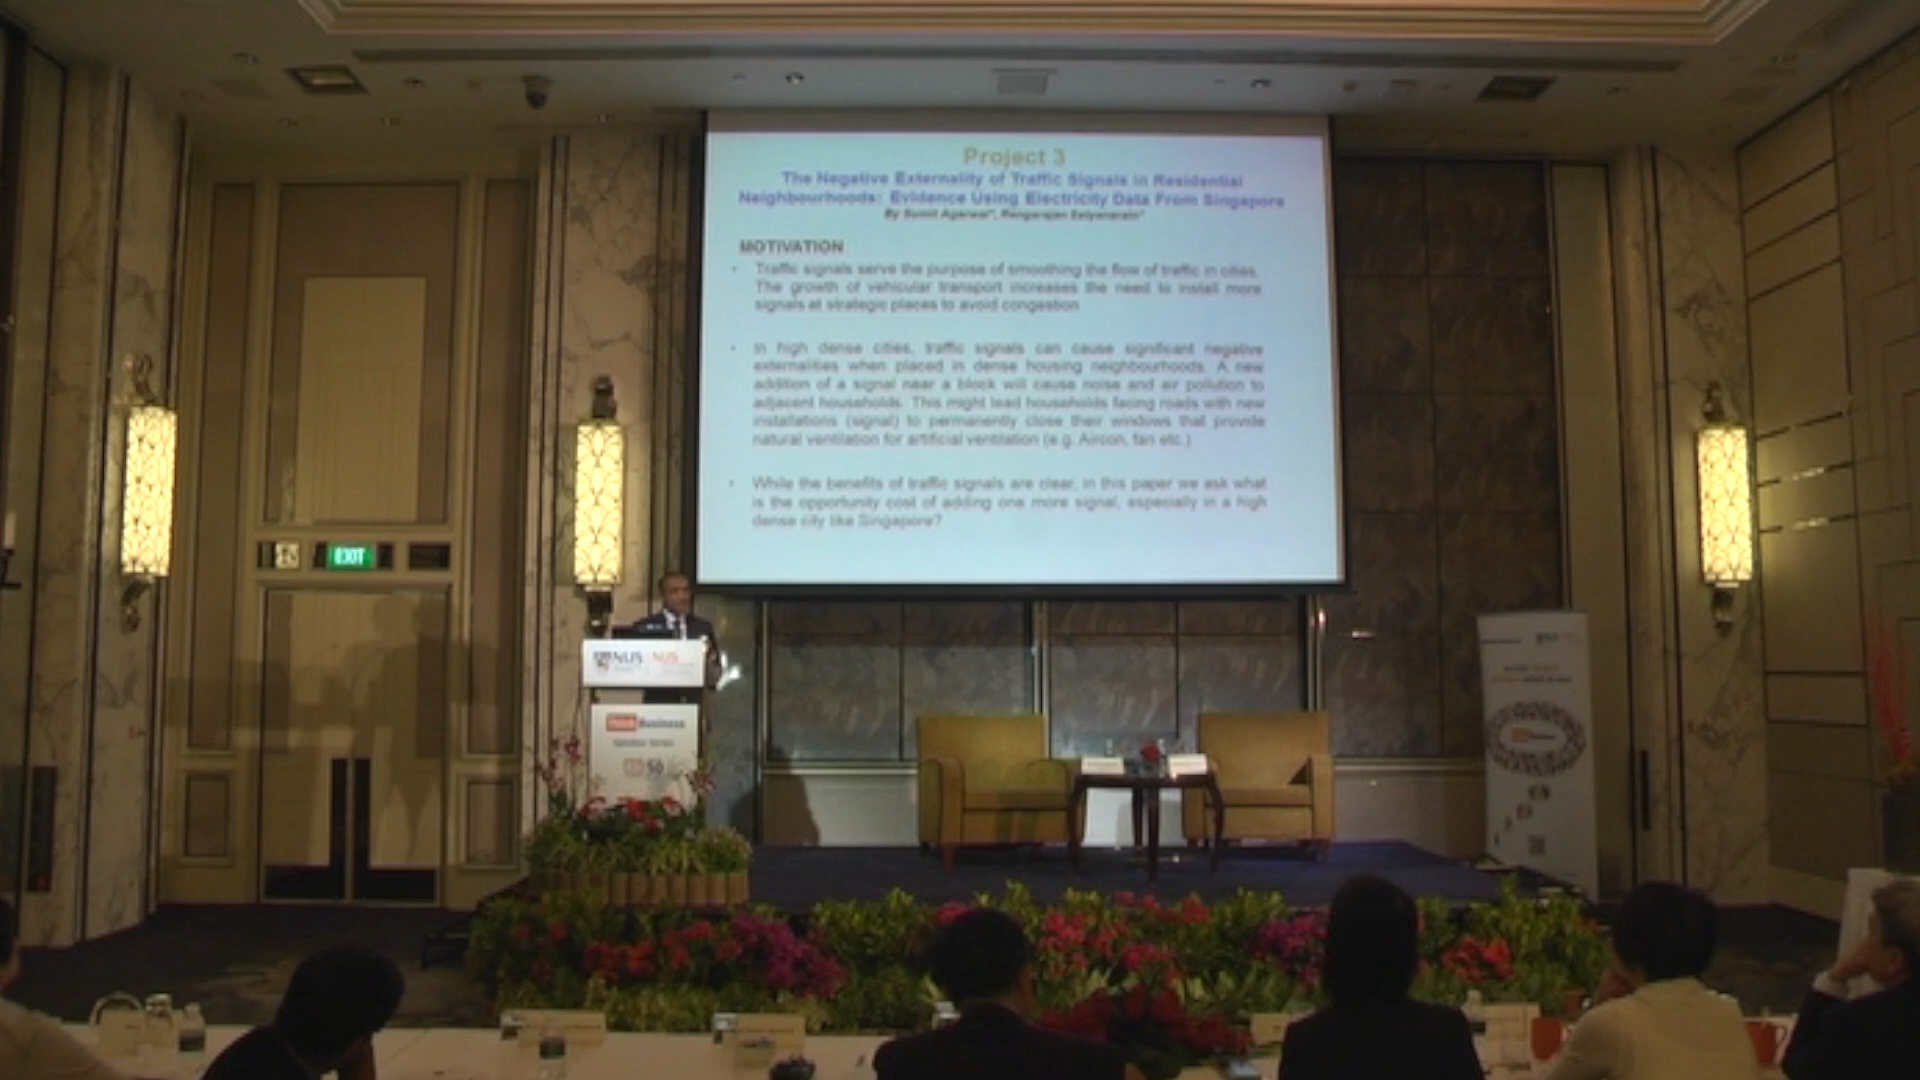 Project 3
The Negative Externality of Traffic Signals in Residential
Neighbourhoods: Evidence Using Electricity Data From Singapore
By Sumit Agarwal*, Rengarajan Satyanarain*
MOTIVATION
Traffic signals serve the purpose of smoothing the flow of traffic in cities.
The growth of vehicular transport increases the need to install more
signals at strategic places to avoid congestion
In high dense cities, traffic signals can cause significant negative
externalities when placed in dense housing neighbourhoods. A new
addition of a signal near a block will cause noise and air pollution to
adjacent households. This might lead households facing roads with new
installations (signal) to permanently close their windows that provide
natural ventilation for artificial ventilation (e.g. Aircon, fan etc.)
While the benefits of traffic signals are clear, in this paper we ask what
is the opportunity cost of adding one more signal, especially in a high
dense city like Singapore?
EXIT
NUS NUS
Think Business
Speaker Series
50